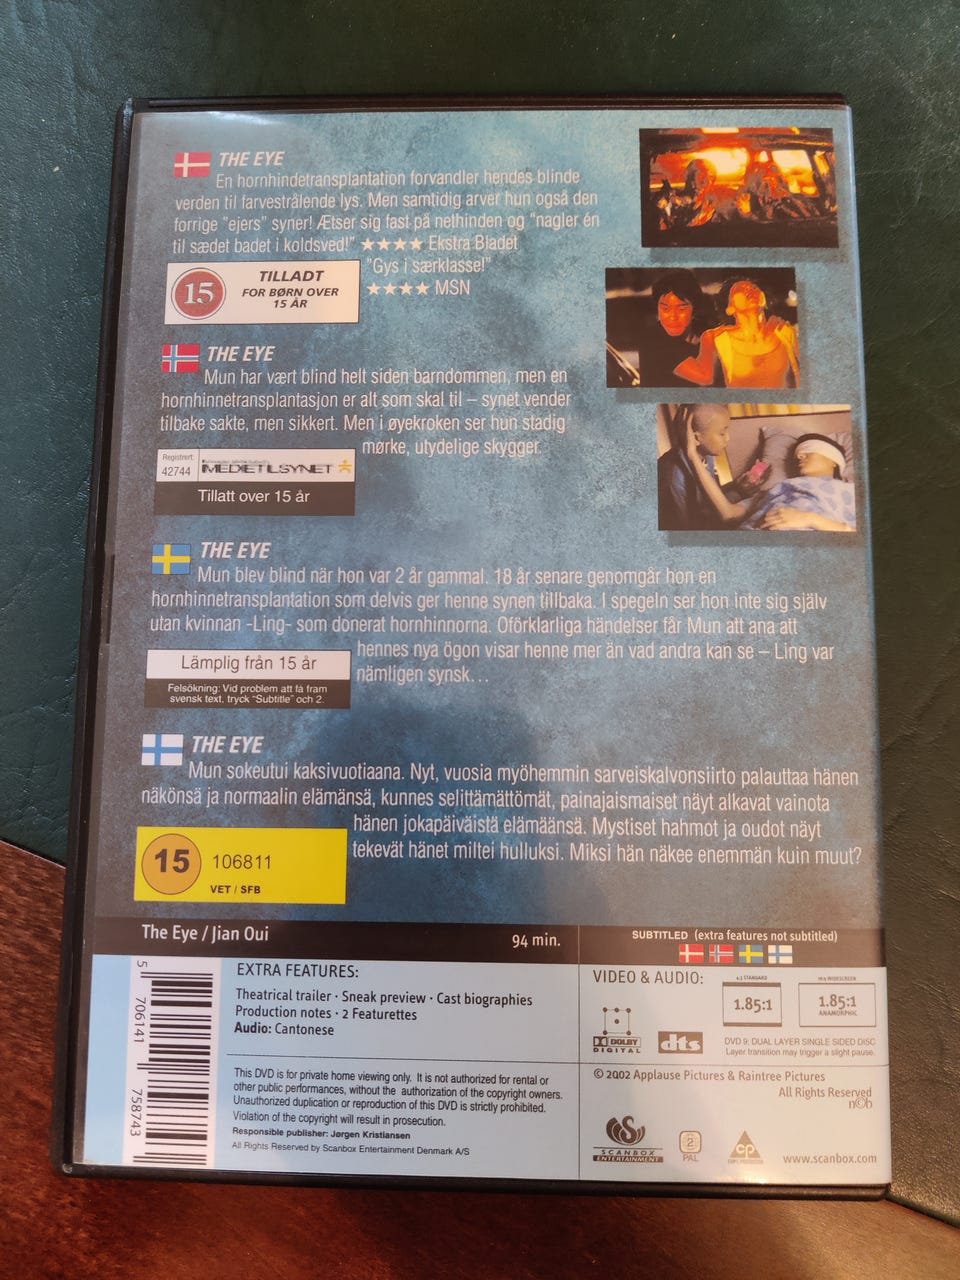 THE EYE
En hornhindetransplantation forvandler hendes blinde
verden til farvestrålende lys. Men samtidig arver hun også den
forrige "ejers" syner! Ætser sig fast på nethinden og "nagler én
til sædet badet i koldsved!" ★★★★ Ekstra Bladet
"Gys i særklasse!"
★★★★ MSN
15
TILLADT
FOR BØRN OVER
15 ÅR
THE EYE
Mun har vært blind helt siden barndommen, men en
hornhinnetransplantasjon er alt som skal til – synet vender
tilbake sakte, men sikkert. Men i øyekroken ser hun stadig
mørke, utydelige skygger.
Registrert:
42744
MEDIETILSYNET
Tillatt over 15 år
THE EYE
Mun blev blind när hon var 2 år gammal. 18 år senare genomgår hon en
hornhinnetransplantation som delvis ger henne synen tillbaka. I spegeln ser hon inte sig själv
utan kvinnan -Ling- som donerat hornhinnorna. Oförklarliga händelser får Mun att ana att
hennes nya ögon visar henne mer än vad andra kan se – Ling var
nämligen synsk...
Lämplig från 15 år
Felsökning: Vid problem att få fram
svensk text, tryck "Subtitle" och 2.
THE EYE
Mun sokeutui kaksivuotiaana. Nyt, vuosia myöhemmin sarveiskalvonsiirto palauttaa hänen
näkönsä ja normaalin elämänsä, kunnes selittämättömät, painajaismaiset näyt alkavat vainota
hänen jokapäiväistä elämäänsä. Mystiset hahmot ja oudot näyt
tekevät hänet miltei hulluksi. Miksi hän näkee enemmän kuin muut?
15
106811
VET / SFB
The Eye / Jian Oui
94 min.
SUBTITLED (extra features not subtitled)
5 706141 758743
EXTRA FEATURES:
Theatrical trailer · Sneak preview · Cast biographies
Production notes · 2 Featurettes
Audio: Cantonese
VIDEO & AUDIO:
4:3 STANDARD
1.85:1
16:9 WIDESCREEN
1.85:1
ANAMORPHIC
DOLBY
DIGITAL
dts
DVD 9: DUAL LAYER SINGLE SIDED DISC
Layer transition may trigger a slight pause.
This DVD is for private home viewing only. It is not authorized for rental or
other public performances, without the authorization of the copyright owners.
Unauthorized duplication or reproduction of this DVD is strictly prohibited.
Violation of the copyright will result in prosecution.
Responsible publisher: Jørgen Kristiansen
All Rights Reserved by Scanbox Entertainment Denmark A/S
© 2002 Applause Pictures & Raintree Pictures
All Rights Reserved
n©b
SCANBOX
ENTERTAINMENT
2
PAL
cp
www.scanbox.com